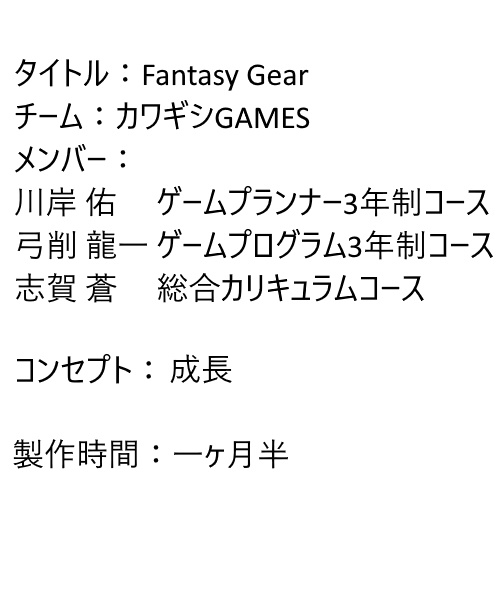 タイトル：Fantasy Gear
チーム：カワギシGAMES
メンバー：
川岸 佑　ゲームプランナー3年制コース
弓削 龍一 ゲームプログラム3年制コース
志賀 蒼　総合カリキュラムコース
コンセプト： 成長
製作時間：一ヶ月半